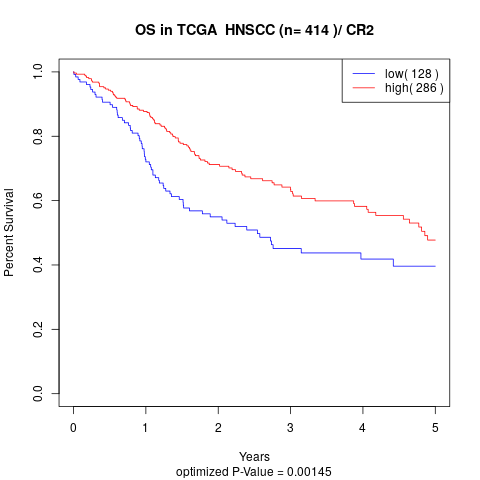 OS in TCGA HNSCC (n= 414 )/ CR2
low( 128 )
high( 286 )
Percent Survival
1.0
0.8
0.6
0.4
0.2
0.0
0 1 2 3 4 5
Years
optimized P-Value = 0.00145